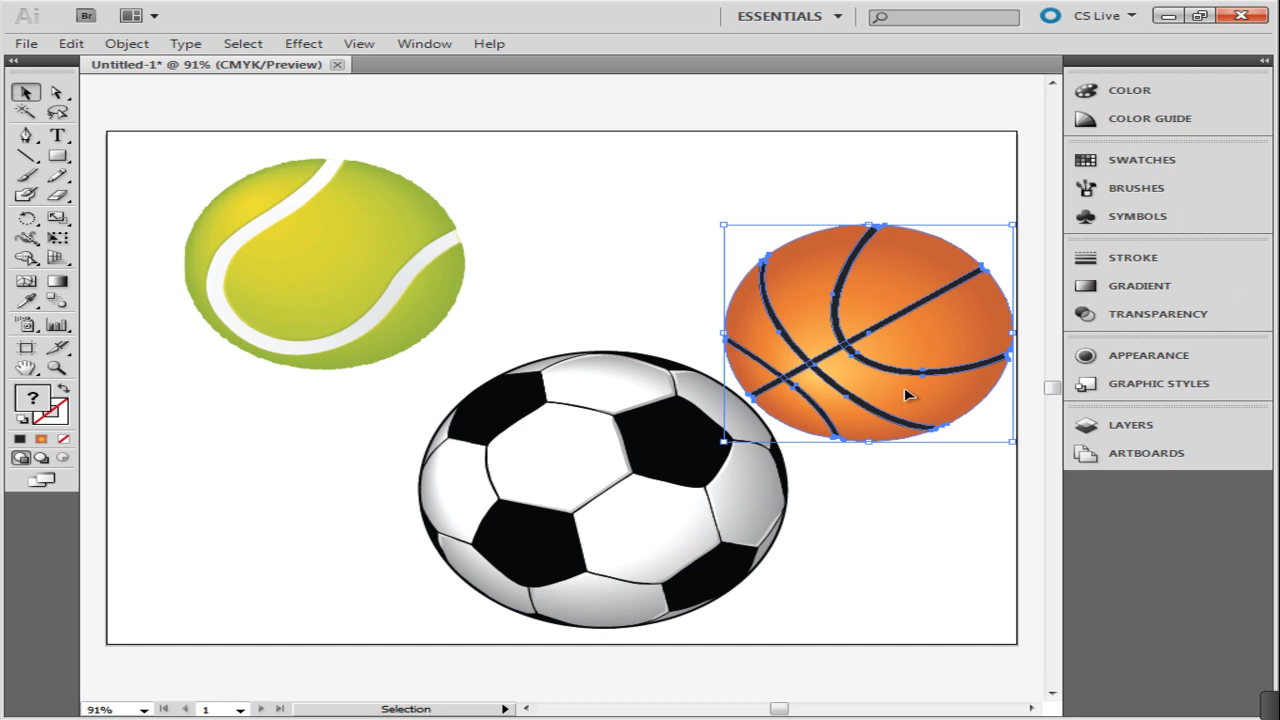 Ai Br ESSENTIALS CS Live
File Edit Object Type Select Effect View Window Help
Untitled-1* @ 91% (CMYK/Preview)
T
?
COLOR
COLOR GUIDE
SWATCHES
BRUSHES
SYMBOLS
STROKE
GRADIENT
TRANSPARENCY
APPEARANCE
GRAPHIC STYLES
LAYERS
ARTBOARDS
91% 1 Selection